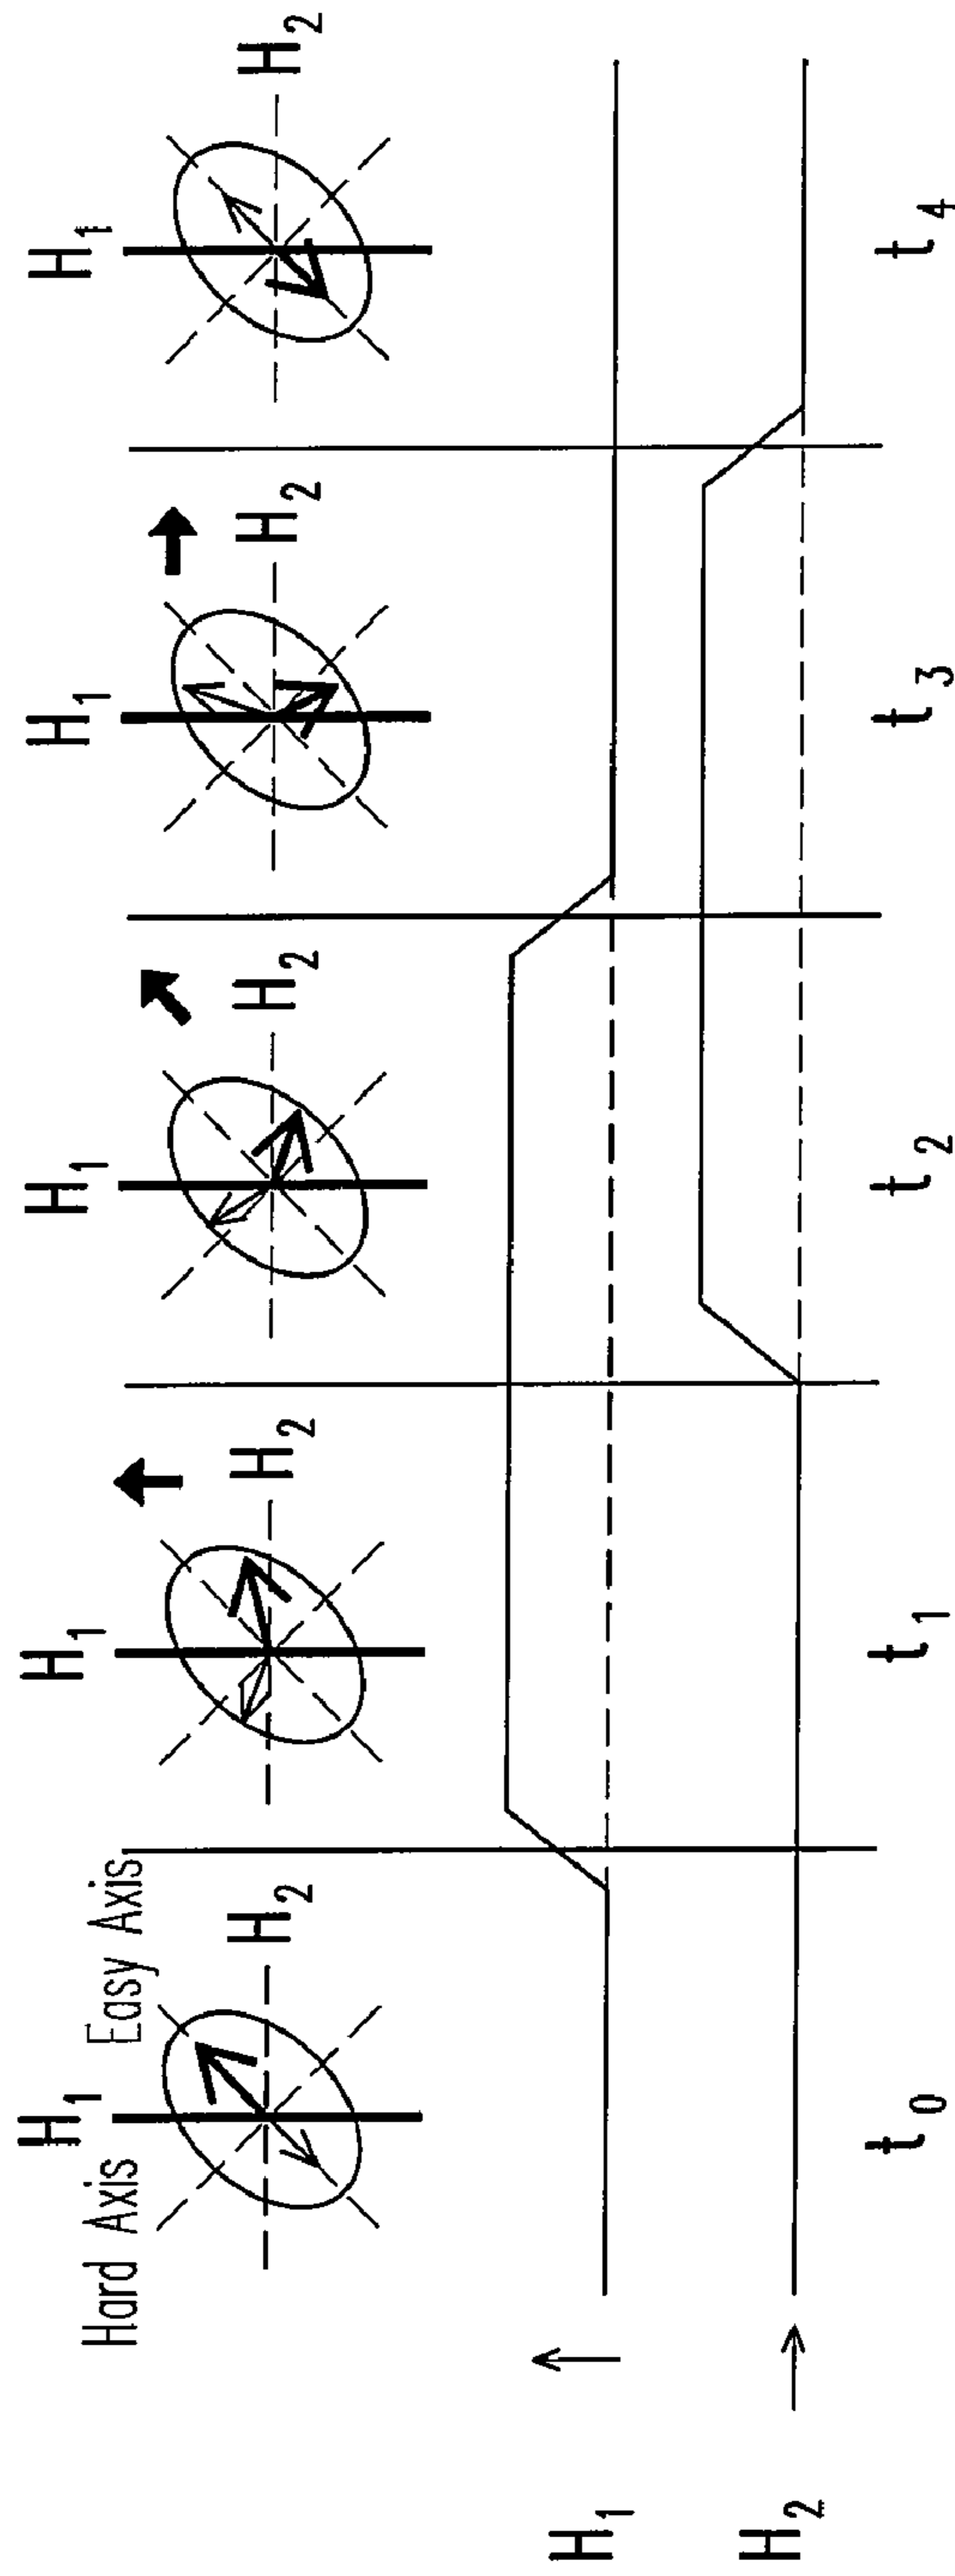 Hard Axis
Easy Axis
H₁ H₂
H₁ H₂
H₁ H₂
H₁ H₂
H₁ H₂
H₁
H₂
t₀ t₁ t₂ t₃ t₄